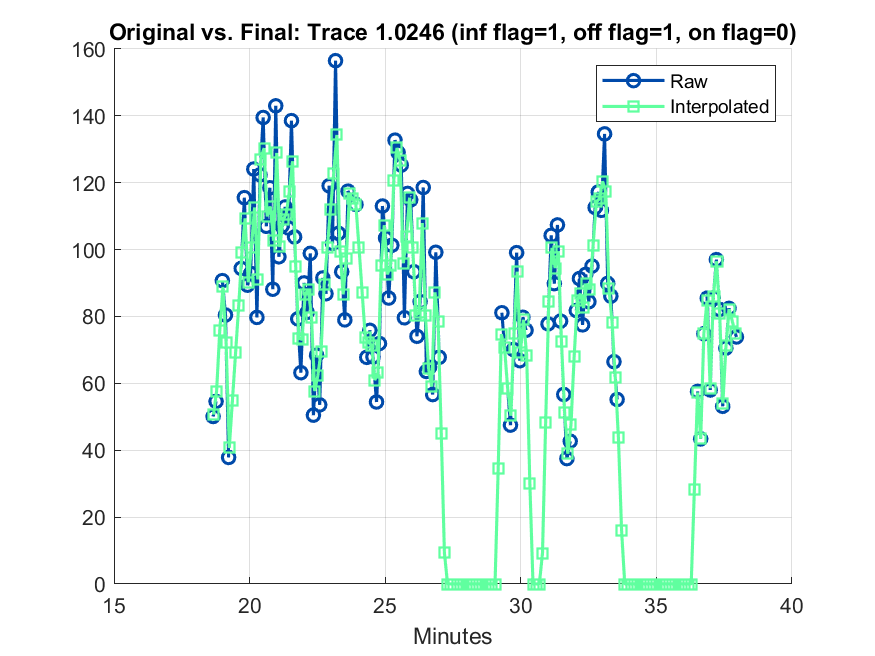 Original vs. Final: Trace 1.0246 (inf flag=1, off flag=1, on flag=0)
160
140
120
100
80
60
40
20
0
Raw
Interpolated
15 20 25 30 35 40
Minutes